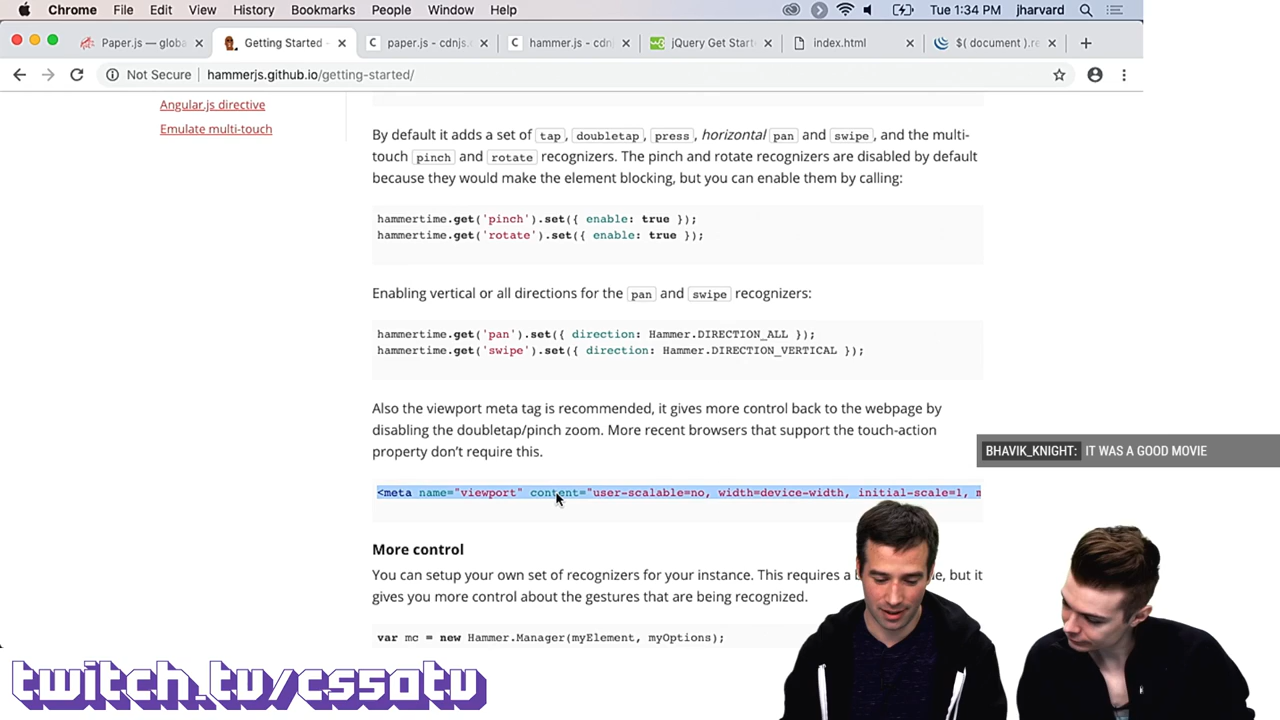 Chrome File Edit View History Bookmarks People Window Help Tue 1:34 PM jharvard
Paper.js — globa Getting Started - paper.js - cdnjs. hammer.js - cdn jQuery Get Start index.html $( document ).re
Not Secure hammerjs.github.io/getting-started/
Angular.js directive
Emulate multi-touch
By default it adds a set of tap, doubletap, press, horizontal pan and swipe, and the multi-
touch pinch and rotate recognizers. The pinch and rotate recognizers are disabled by default
because they would make the element blocking, but you can enable them by calling:
hammertime.get('pinch').set({ enable: true });
hammertime.get('rotate').set({ enable: true });
Enabling vertical or all directions for the pan and swipe recognizers:
hammertime.get('pan').set({ direction: Hammer.DIRECTION_ALL });
hammertime.get('swipe').set({ direction: Hammer.DIRECTION_VERTICAL });
Also the viewport meta tag is recommended, it gives more control back to the webpage by
disabling the doubletap/pinch zoom. More recent browsers that support the touch-action
property don't require this.
BHAVIK_KNIGHT: IT WAS A GOOD MOVIE
<meta name="viewport" content="user-scalable=no, width=device-width, initial-scale=1, m
More control
You can setup your own set of recognizers for your instance. This requires a but it
gives you more control about the gestures that are being recognized.
var mc = new Hammer.Manager(myElement, myOptions);
twitch.tv/cs50tv